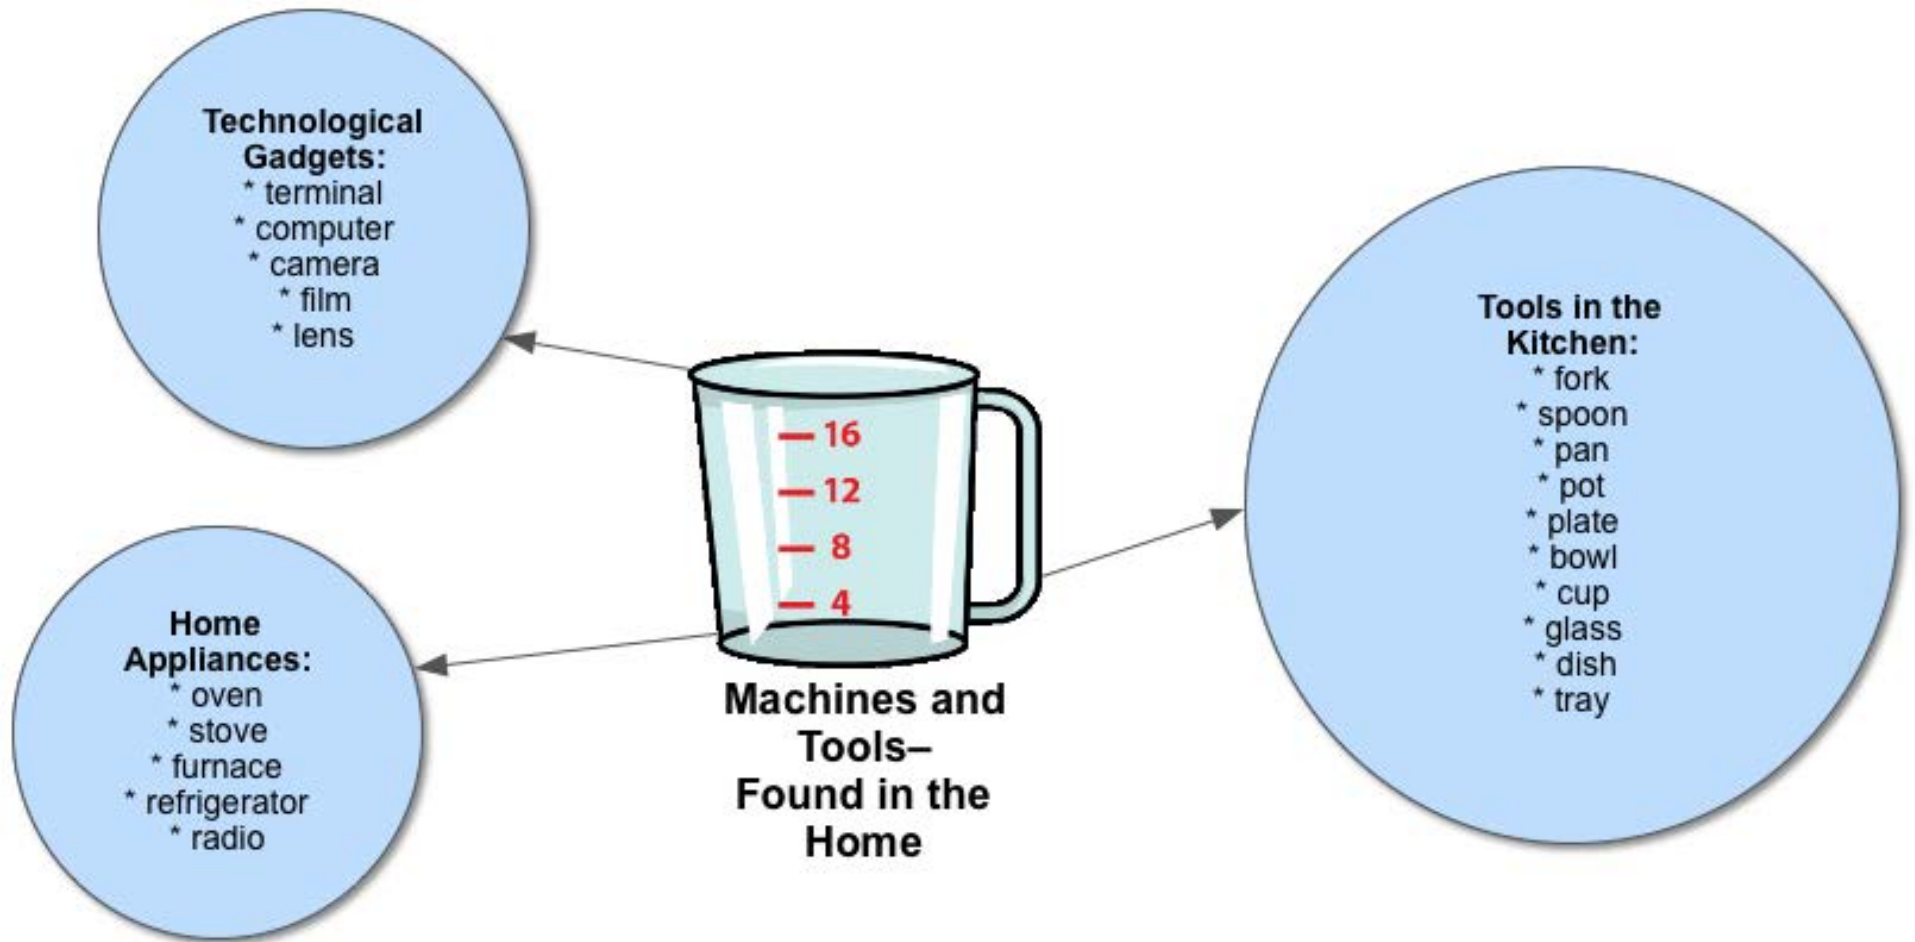 Technological
Gadgets:
* terminal
* computer
* camera
* film
* lens
Home
Appliances:
* oven
* stove
* furnace
* refrigerator
* radio
16
12
8
4
Machines and
Tools–
Found in the
Home
Tools in the
Kitchen:
* fork
* spoon
* pan
* pot
* plate
* bowl
* cup
* glass
* dish
* tray